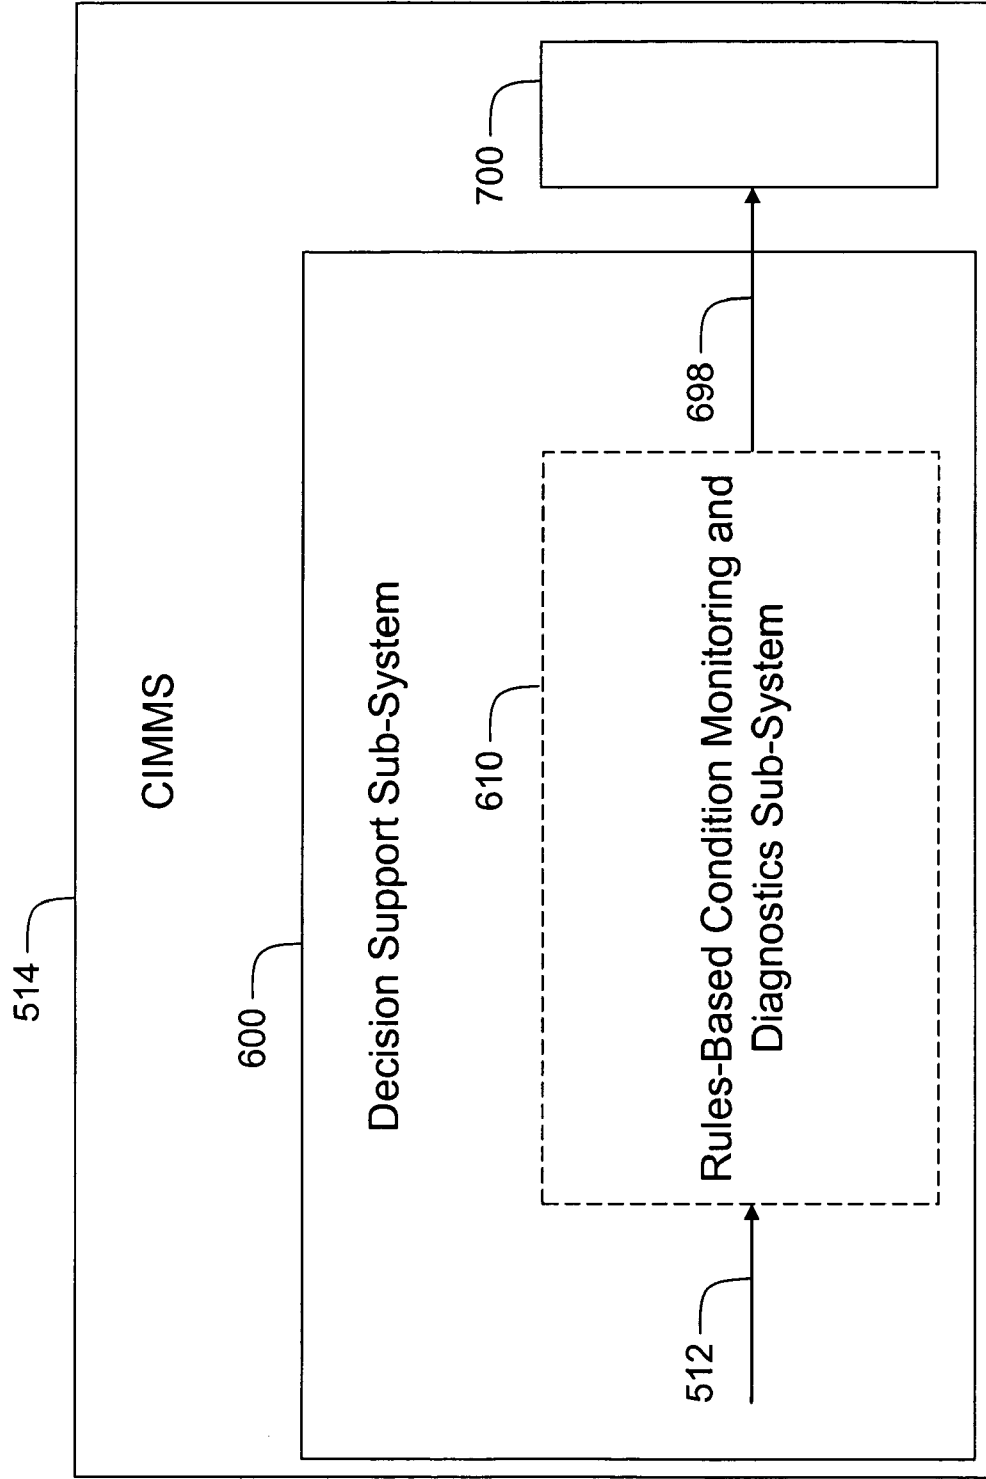 514
CIMMS
600
Decision Support Sub-System
610
Rules-Based Condition Monitoring and
Diagnostics Sub-System
512
698
700